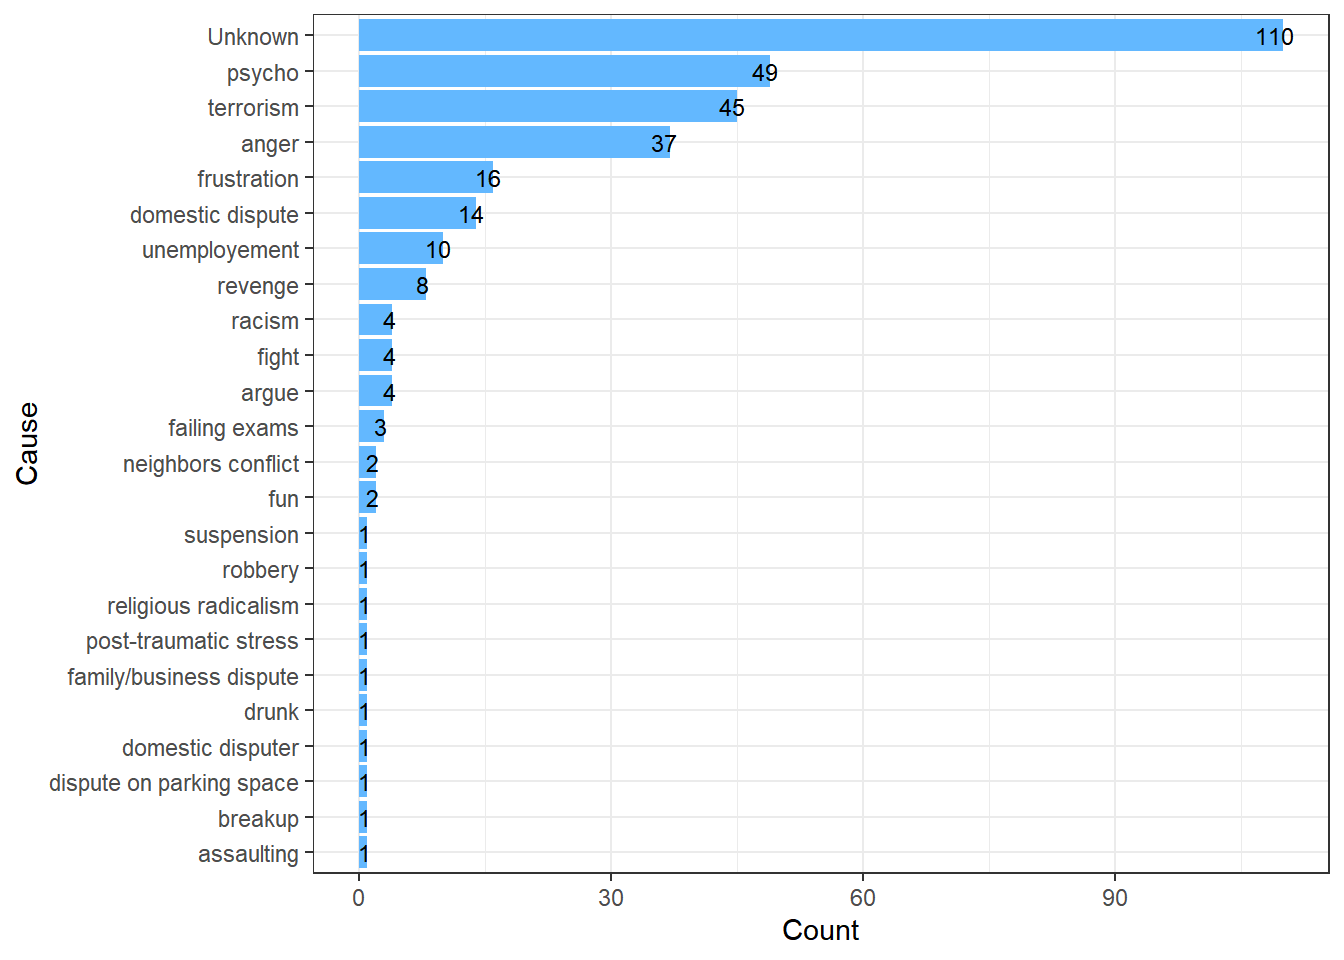 Unknown 110
psycho 49
terrorism 45
anger 37
frustration 16
domestic dispute 14
unemployement 10
revenge 8
racism 4
fight 4
argue 4
failing exams 3
neighbors conflict 2
fun 2
suspension 1
robbery 1
religious radicalism 1
post-traumatic stress 1
family/business dispute 1
drunk 1
domestic disputer 1
dispute on parking space 1
breakup 1
assaulting 1
Cause
0 30 60 90
Count